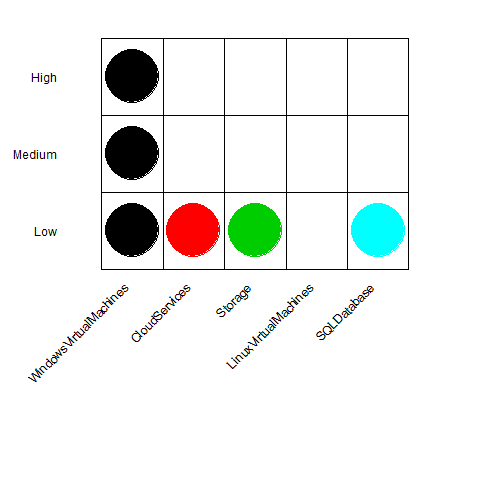 High
Medium
Low
WindowsVirtualMachines
CloudServices
Storage
LinuxVirtualMachines
SQLDatabase